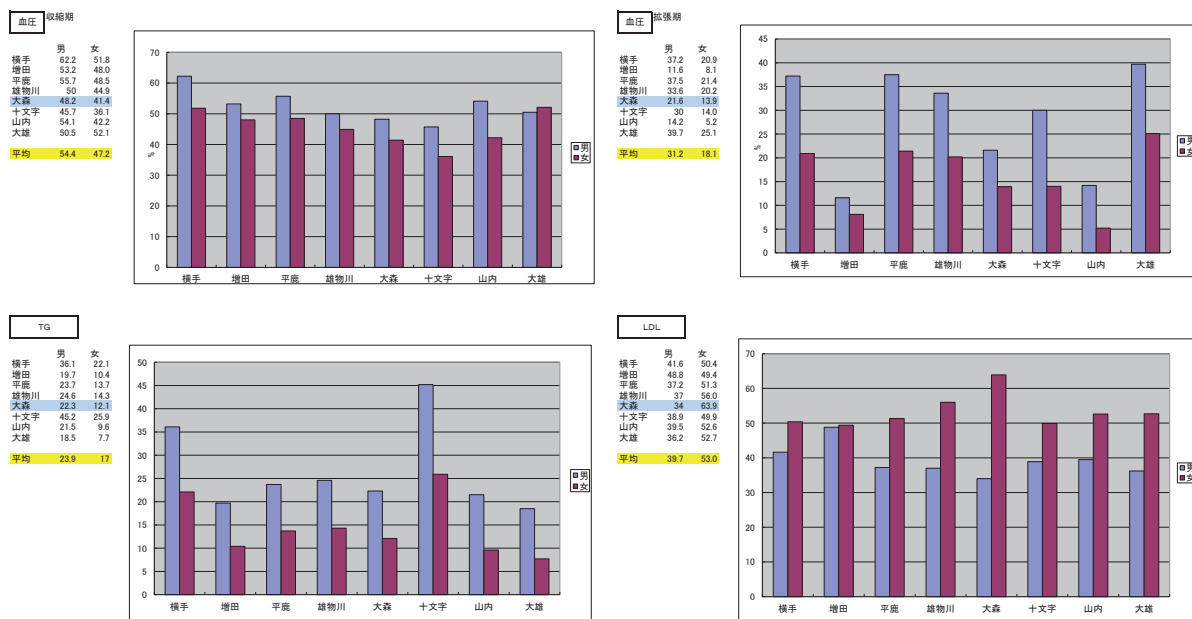 血圧 収縮期
男 女
横手 62.2 51.8
増田 53.2 48.0
平鹿 55.7 48.5
雄物川 50 44.9
大森 48.2 41.4
十文字 45.7 36.1
山内 54.1 42.2
大雄 50.5 52.1
平均 54.4 47.2
70
60
50
40
30
20
10
0
%
横手 増田 平鹿 雄物川 大森 十文字 山内 大雄
男
女
血圧 拡張期
男 女
横手 37.2 20.9
増田 11.6 8.1
平鹿 37.5 21.4
雄物川 33.6 20.2
大森 21.6 13.9
十文字 30 14.0
山内 14.2 5.2
大雄 39.7 25.1
平均 31.2 18.1
45
40
35
30
25
20
15
10
5
0
%
横手 増田 平鹿 雄物川 大森 十文字 山内 大雄
男
女
TG
男 女
横手 36.1 22.1
増田 19.7 10.4
平鹿 23.7 13.7
雄物川 24.6 14.3
大森 22.3 12.1
十文字 45.2 25.9
山内 21.5 9.6
大雄 18.5 7.7
平均 23.9 17
50
45
40
35
30
25
20
15
10
5
0
横手 増田 平鹿 雄物川 大森 十文字 山内 大雄
男
女
LDL
男 女
横手 41.6 50.4
増田 48.8 49.4
平鹿 37.2 51.3
雄物川 37 56.0
大森 34 63.9
十文字 38.9 49.9
山内 39.5 52.6
大雄 36.2 52.7
平均 39.7 53.0
70
60
50
40
30
20
10
0
横手 増田 平鹿 雄物川 大森 十文字 山内 大雄
男
女